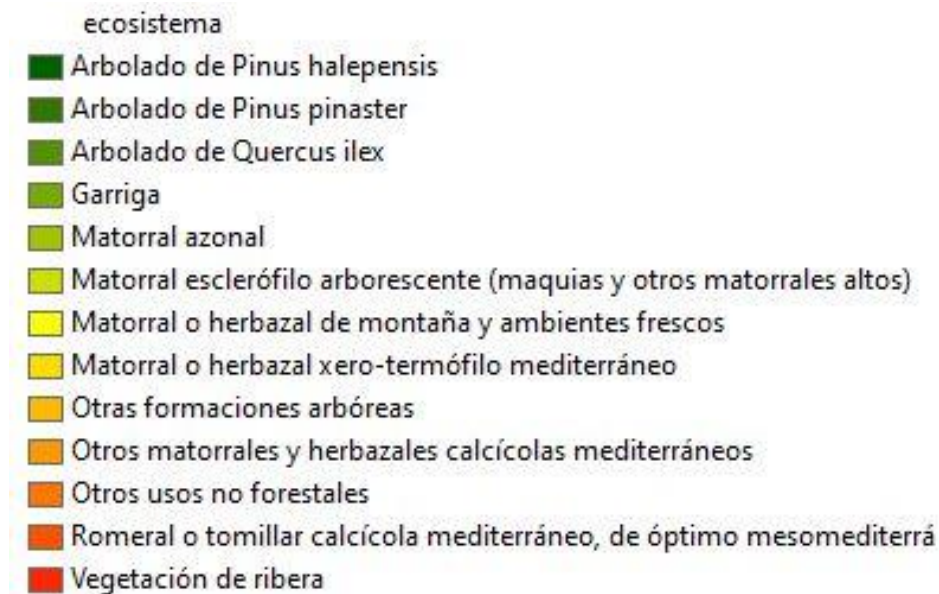 ecosistema
Arbolado de Pinus halepensis
Arbolado de Pinus pinaster
Arbolado de Quercus ilex
Garriga
Matorral azonal
Matorral esclerófilo arborescente (maquias y otros matorrales altos)
Matorral o herbazal de montaña y ambientes frescos
Matorral o herbazal xero-termófilo mediterráneo
Otras formaciones arbóreas
Otros matorrales y herbazales calcícolas mediterráneos
Otros usos no forestales
Romeral o tomillar calcícola mediterráneo, de óptimo mesomediterrá
Vegetación de ribera